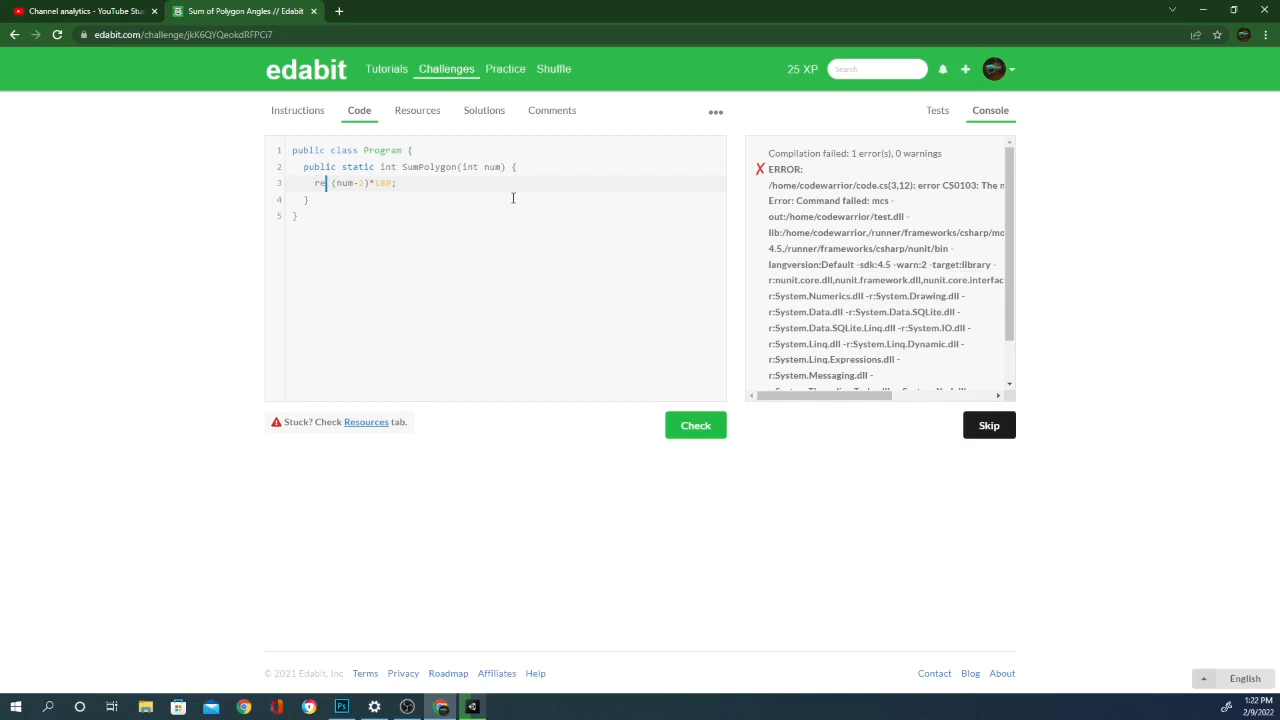 Channel analytics - YouTube Stu
Sum of Polygon Angles // Edabit
edabit.com/challenge/jkK6QYQeokdRFPCi7
edabit
Tutorials Challenges Practice Shuffle
25 XP
Search
Instructions Code Resources Solutions Comments
Tests Console
1 public class Program {
2 public static int SumPolygon(int num) {
3 re (num-2)*180;
4 }
5 }
Compilation failed: 1 error(s), 0 warnings
ERROR:
/home/codewarrior/code.cs(3,12): error CS0103: The n
Error: Command failed: mcs -
out:/home/codewarrior/test.dll -
lib:/home/codewarrior,/runner/frameworks/csharp/mo
4.5,/runner/frameworks/csharp/nunit/bin -
langversion:Default -sdk:4.5 -warn:2 -target:library -
r:nunit.core.dll,nunit.framework.dll,nunit.core.interfac
r:System.Numerics.dll -r:System.Drawing.dll -
r:System.Data.dll -r:System.Data.SQLite.dll -
r:System.Data.SQLite.Linq.dll -r:System.IO.dll -
r:System.Linq.dll -r:System.Linq.Dynamic.dll -
r:System.Linq.Expressions.dll -
r:System.Messaging.dll -
Stuck? Check Resources tab.
Check
Skip
© 2021 Edabit, Inc Terms Privacy Roadmap Affiliates Help
Contact Blog About
English
1:22 PM
2/9/2022